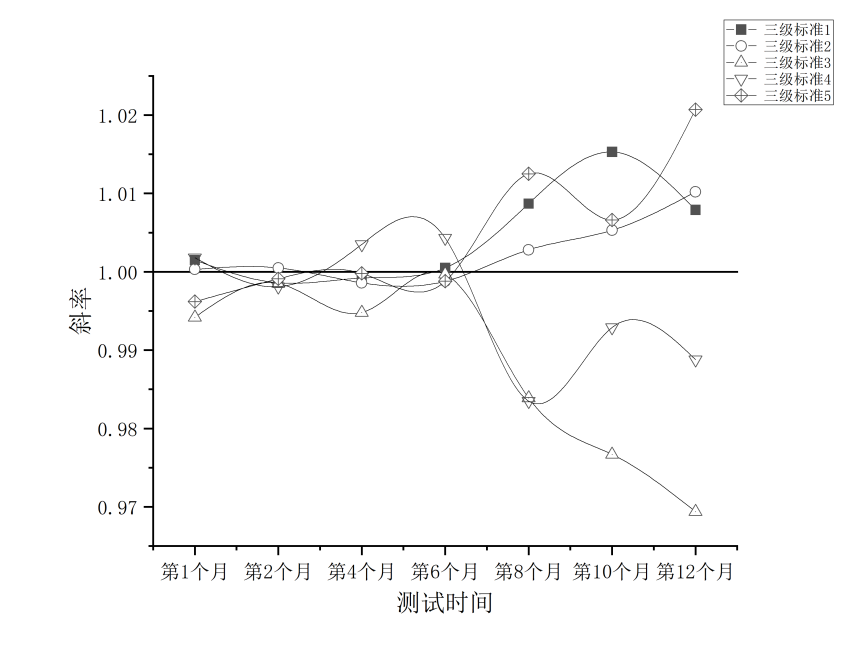 三级标准1
三级标准2
三级标准3
三级标准4
三级标准5
1.02
1.01
1.00
0.99
0.98
0.97
斜率
第1个月 第2个月 第4个月 第6个月 第8个月 第10个月 第12个月
测试时间